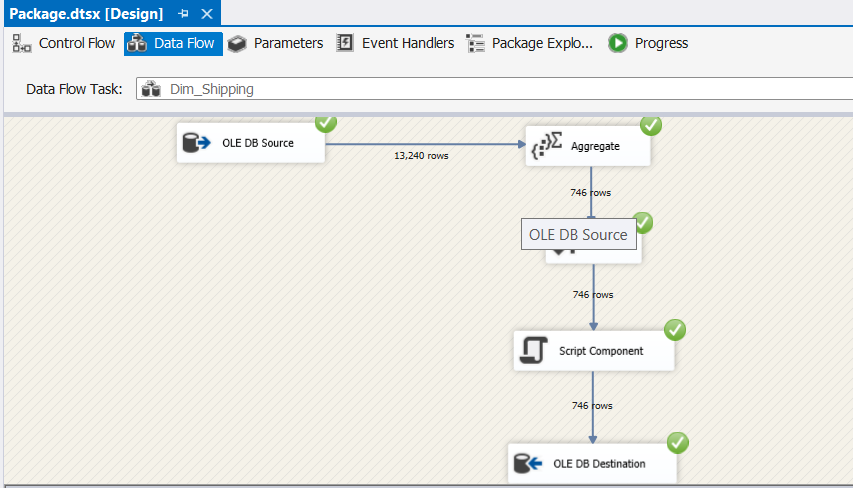 Package.dtsx [Design]
Control Flow Data Flow Parameters Event Handlers Package Explo... Progress
Data Flow Task: Dim_Shipping
OLE DB Source
13,240 rows
Aggregate
746 rows
OLE DB Source
746 rows
Script Component
746 rows
OLE DB Destination